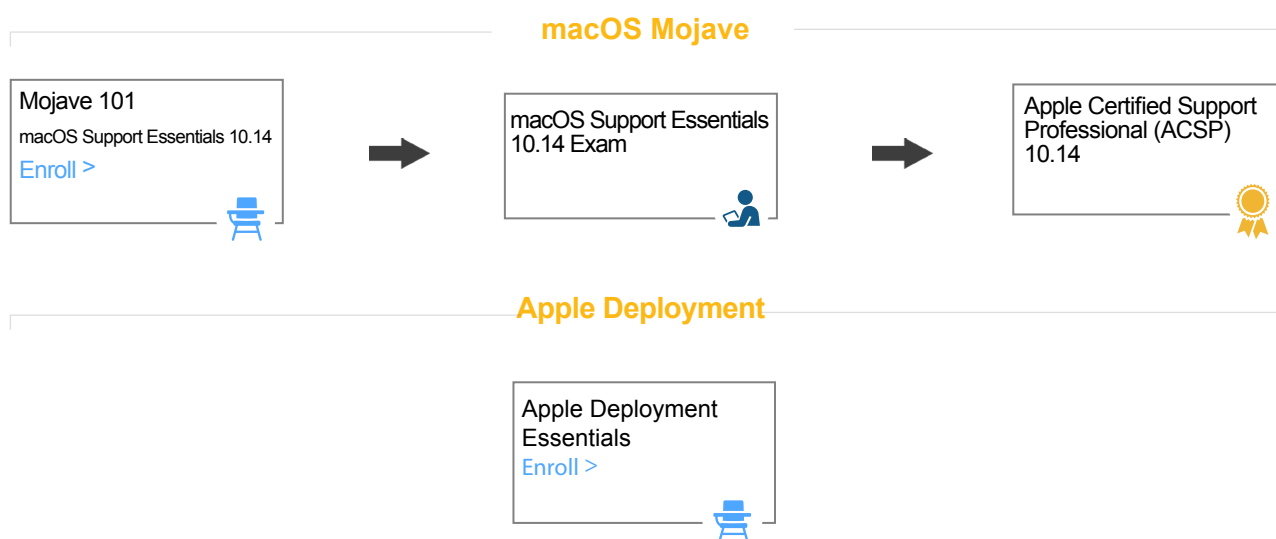 macOS Mojave
Mojave 101
macOS Support Essentials 10.14
Enroll >
macOS Support Essentials
10.14 Exam
Apple Certified Support
Professional (ACSP)
10.14
Apple Deployment
Apple Deployment
Essentials
Enroll >